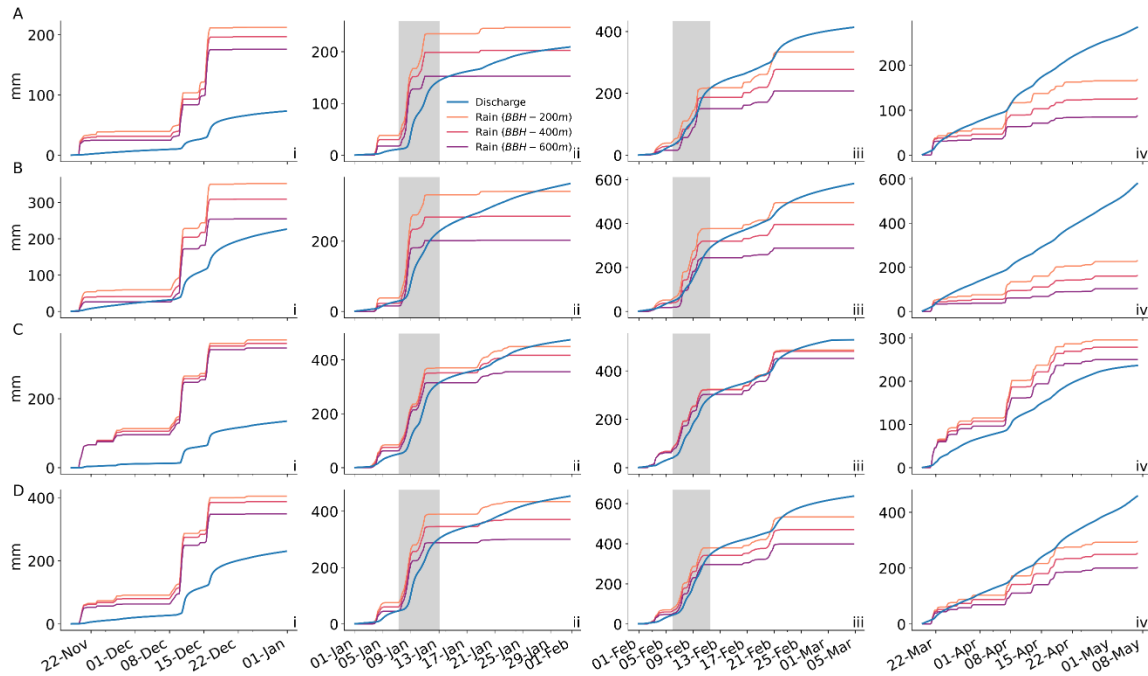 A
mm
200
100
0
i
200
100
0
Discharge
Rain (BBH − 200m)
Rain (BBH − 400m)
Rain (BBH − 600m)
ii
400
200
0
iii
300
200
100
0
iv
B
mm
300
200
100
0
i
200
0
ii
600
400
200
0
iii
600
400
200
0
iv
C
mm
200
0
i
400
200
0
ii
400
200
0
iii
300
200
100
0
iv
D
mm
400
200
0
i
400
200
0
ii
600
400
200
0
iii
400
200
0
iv
22-Nov
01-Dec
08-Dec
15-Dec
22-Dec
01-Jan
01-Jan
05-Jan
09-Jan
13-Jan
17-Jan
21-Jan
25-Jan
29-Jan
01-Feb
01-Feb
05-Feb
09-Feb
13-Feb
17-Feb
21-Feb
25-Feb
01-Mar
05-Mar
22-Mar
01-Apr
08-Apr
15-Apr
22-Apr
01-May
08-May